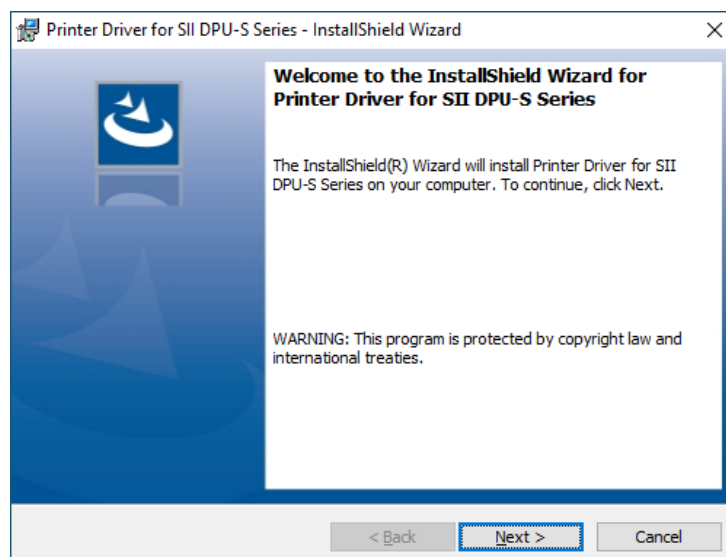 Printer Driver for SII DPU-S Series - InstallShield Wizard
Welcome to the InstallShield Wizard for
Printer Driver for SII DPU-S Series
The InstallShield(R) Wizard will install Printer Driver for SII
DPU-S Series on your computer. To continue, click Next.
WARNING: This program is protected by copyright law and
international treaties.
< Back
Next >
Cancel